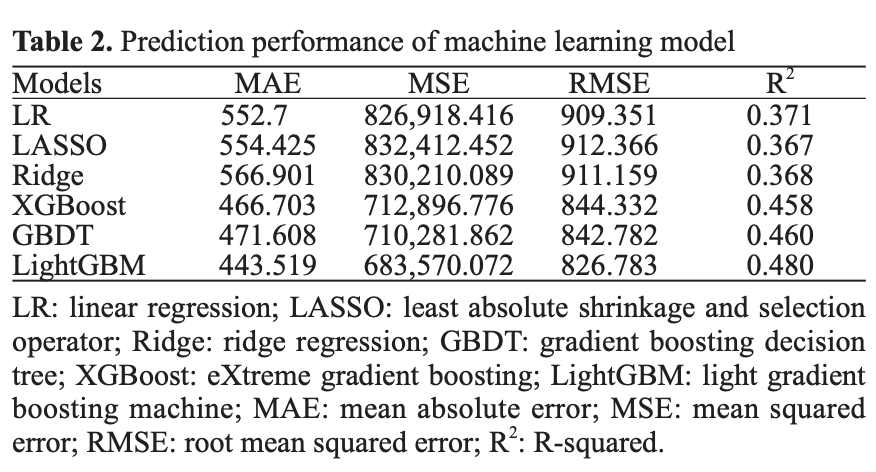 Table 2. Prediction performance of machine learning model
Models MAE MSE RMSE R²
LR 552.7 826,918.416 909.351 0.371
LASSO 554.425 832,412.452 912.366 0.367
Ridge 566.901 830,210.089 911.159 0.368
XGBoost 466.703 712,896.776 844.332 0.458
GBDT 471.608 710,281.862 842.782 0.460
LightGBM 443.519 683,570.072 826.783 0.480
LR: linear regression; LASSO: least absolute shrinkage and selection
operator; Ridge: ridge regression; GBDT: gradient boosting decision
tree; XGBoost: eXtreme gradient boosting; LightGBM: light gradient
boosting machine; MAE: mean absolute error; MSE: mean squared
error; RMSE: root mean squared error; R²: R-squared.